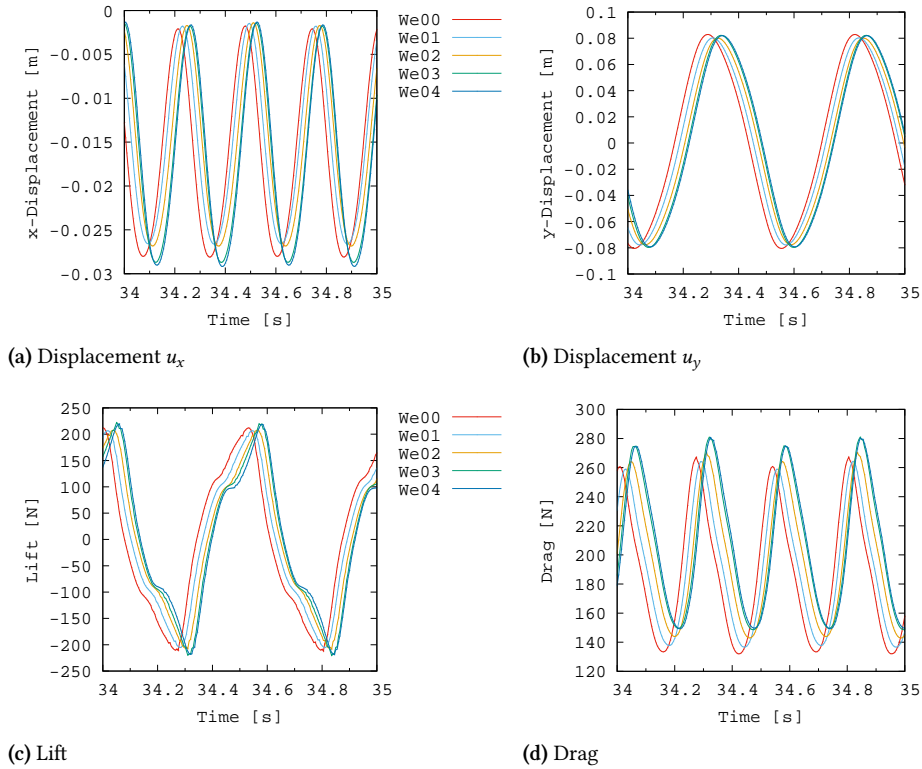 0
-0.005
-0.01
-0.015
-0.02
-0.025
-0.03
34 34.2 34.4 34.6 34.8 35
x-Displacement [m]
Time [s]
We00
We01
We02
We03
We04
0.1
0.08
0.06
0.04
0.02
0
-0.02
-0.04
-0.06
-0.08
-0.1
34 34.2 34.4 34.6 34.8 35
y-Displacement [m]
Time [s]
(a) Displacement uₓ
(b) Displacement u_y
250
200
150
100
50
0
-50
-100
-150
-200
-250
34 34.2 34.4 34.6 34.8 35
Lift [N]
Time [s]
We00
We01
We02
We03
We04
300
280
260
240
220
200
180
160
140
120
34 34.2 34.4 34.6 34.8 35
Drag [N]
Time [s]
(c) Lift
(d) Drag